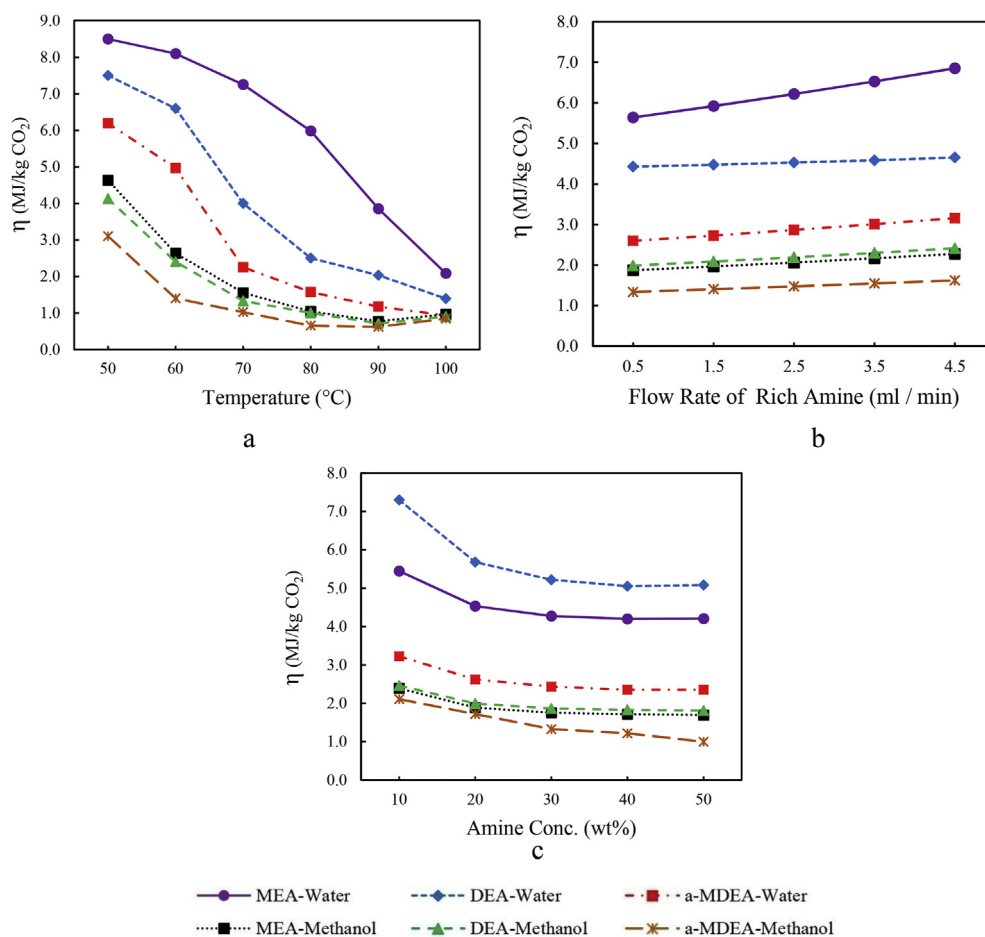 9.0
8.0
7.0
6.0
5.0
4.0
3.0
2.0
1.0
0.0
η (MJ/kg CO₂)
50 60 70 80 90 100
Temperature (°C)
a
8.0
7.0
6.0
5.0
4.0
3.0
2.0
1.0
0.0
η (MJ/kg CO₂)
0.5 1.5 2.5 3.5 4.5
Flow Rate of Rich Amine (ml / min)
b
8.0
7.0
6.0
5.0
4.0
3.0
2.0
1.0
0.0
η (MJ/kg CO₂)
10 20 30 40 50
Amine Conc. (wt%)
c
MEA-Water DEA-Water a-MDEA-Water
MEA-Methanol DEA-Methanol a-MDEA-Methanol